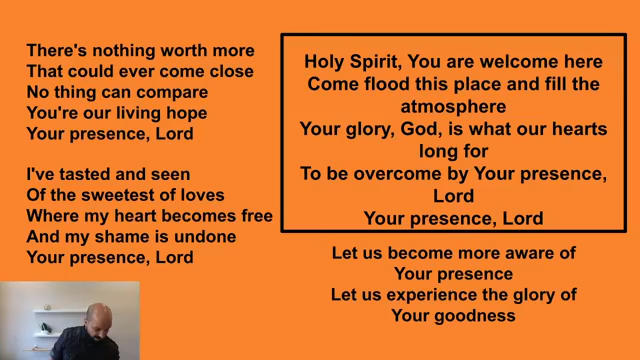 There's nothing worth more
That could ever come close
No thing can compare
You're our living hope
Your presence, Lord
I've tasted and seen
Of the sweetest of loves
Where my heart becomes free
And my shame is undone
Your presence, Lord
Holy Spirit, You are welcome here
Come flood this place and fill the
atmosphere
Your glory, God, is what our hearts
long for
To be overcome by Your presence,
Lord
Your presence, Lord
Let us become more aware of
Your presence
Let us experience the glory of
Your goodness